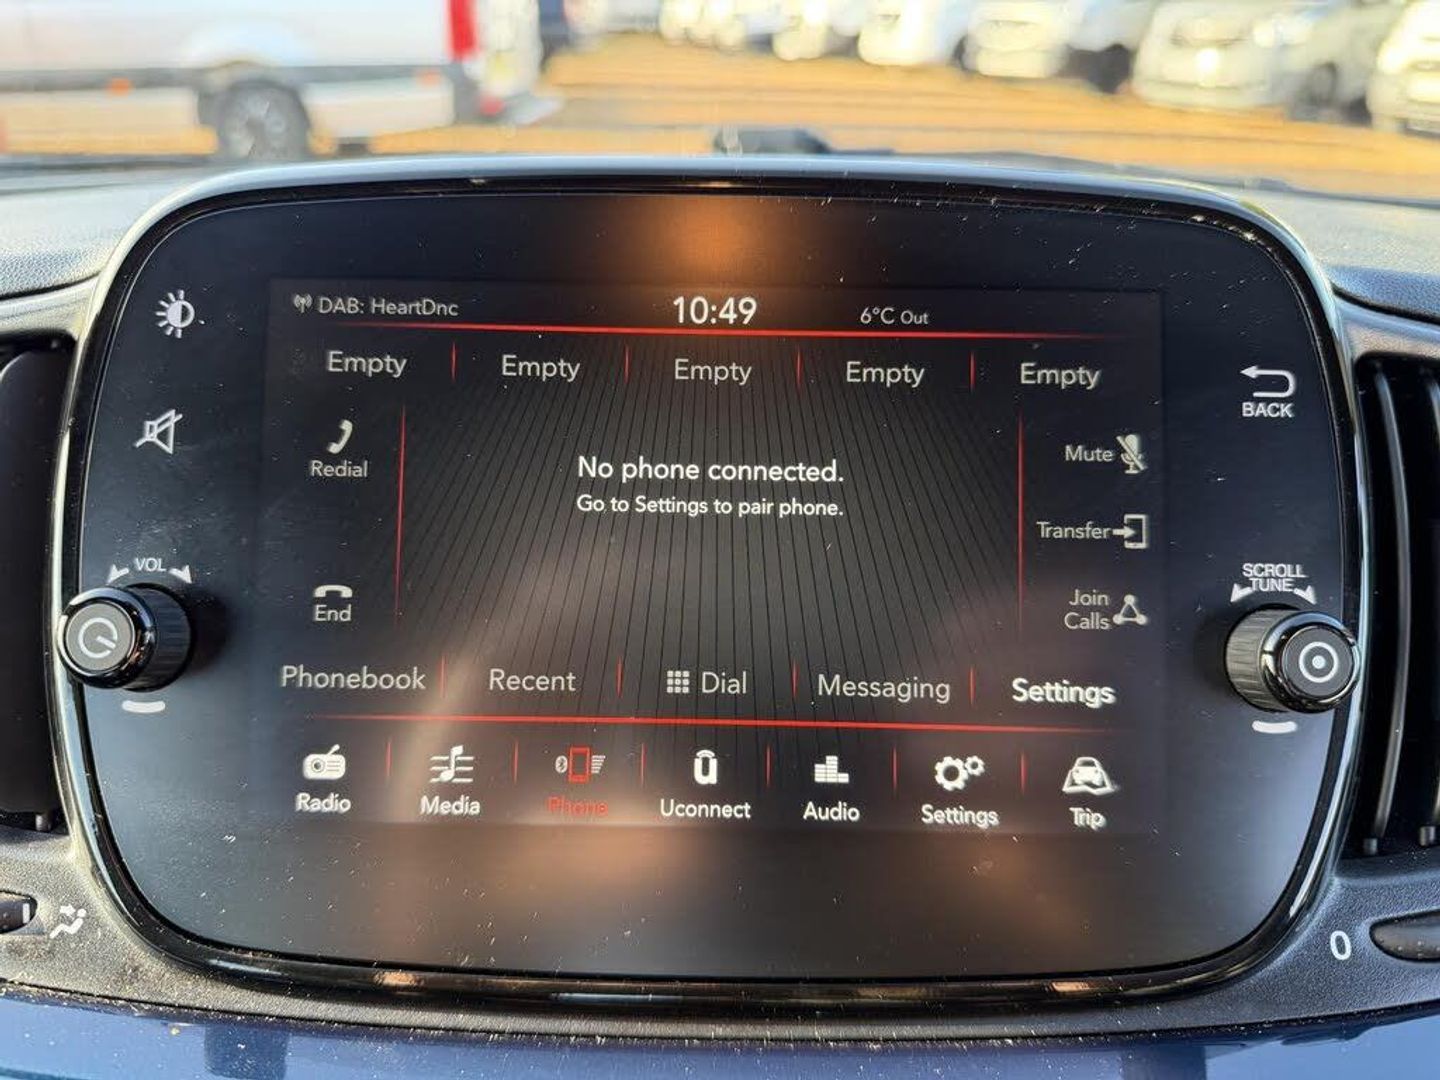 DAB: HeartDnc
10:49
6°C Out
Empty
Empty
Empty
Empty
Empty
BACK
Redial
No phone connected.
Go to Settings to pair phone.
Mute
Transfer
VOL
SCROLL
TUNE
End
Join
Calls
Phonebook
Recent
Dial
Messaging
Settings
Radio
Media
Phone
Uconnect
Audio
Settings
Trip
0